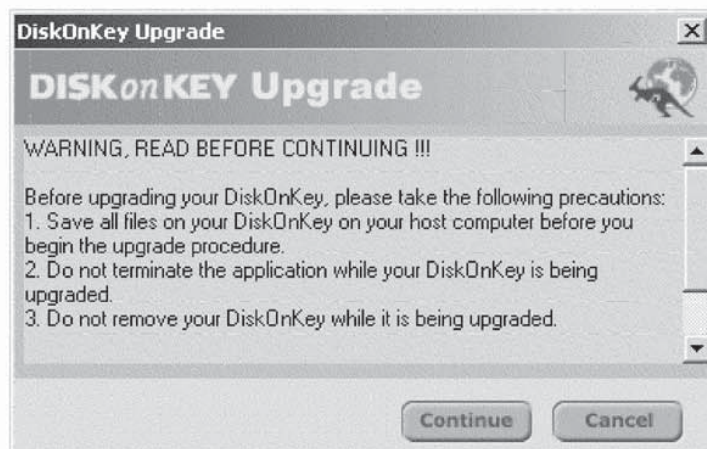 DiskOnKey Upgrade
DISKonKEY Upgrade
WARNING, READ BEFORE CONTINUING !!!
Before upgrading your DiskOnKey, please take the following precautions:
1. Save all files on your DiskOnKey on your host computer before you
begin the upgrade procedure.
2. Do not terminate the application while your DiskOnKey is being
upgraded.
3. Do not remove your DiskOnKey while it is being upgraded.
Continue Cancel